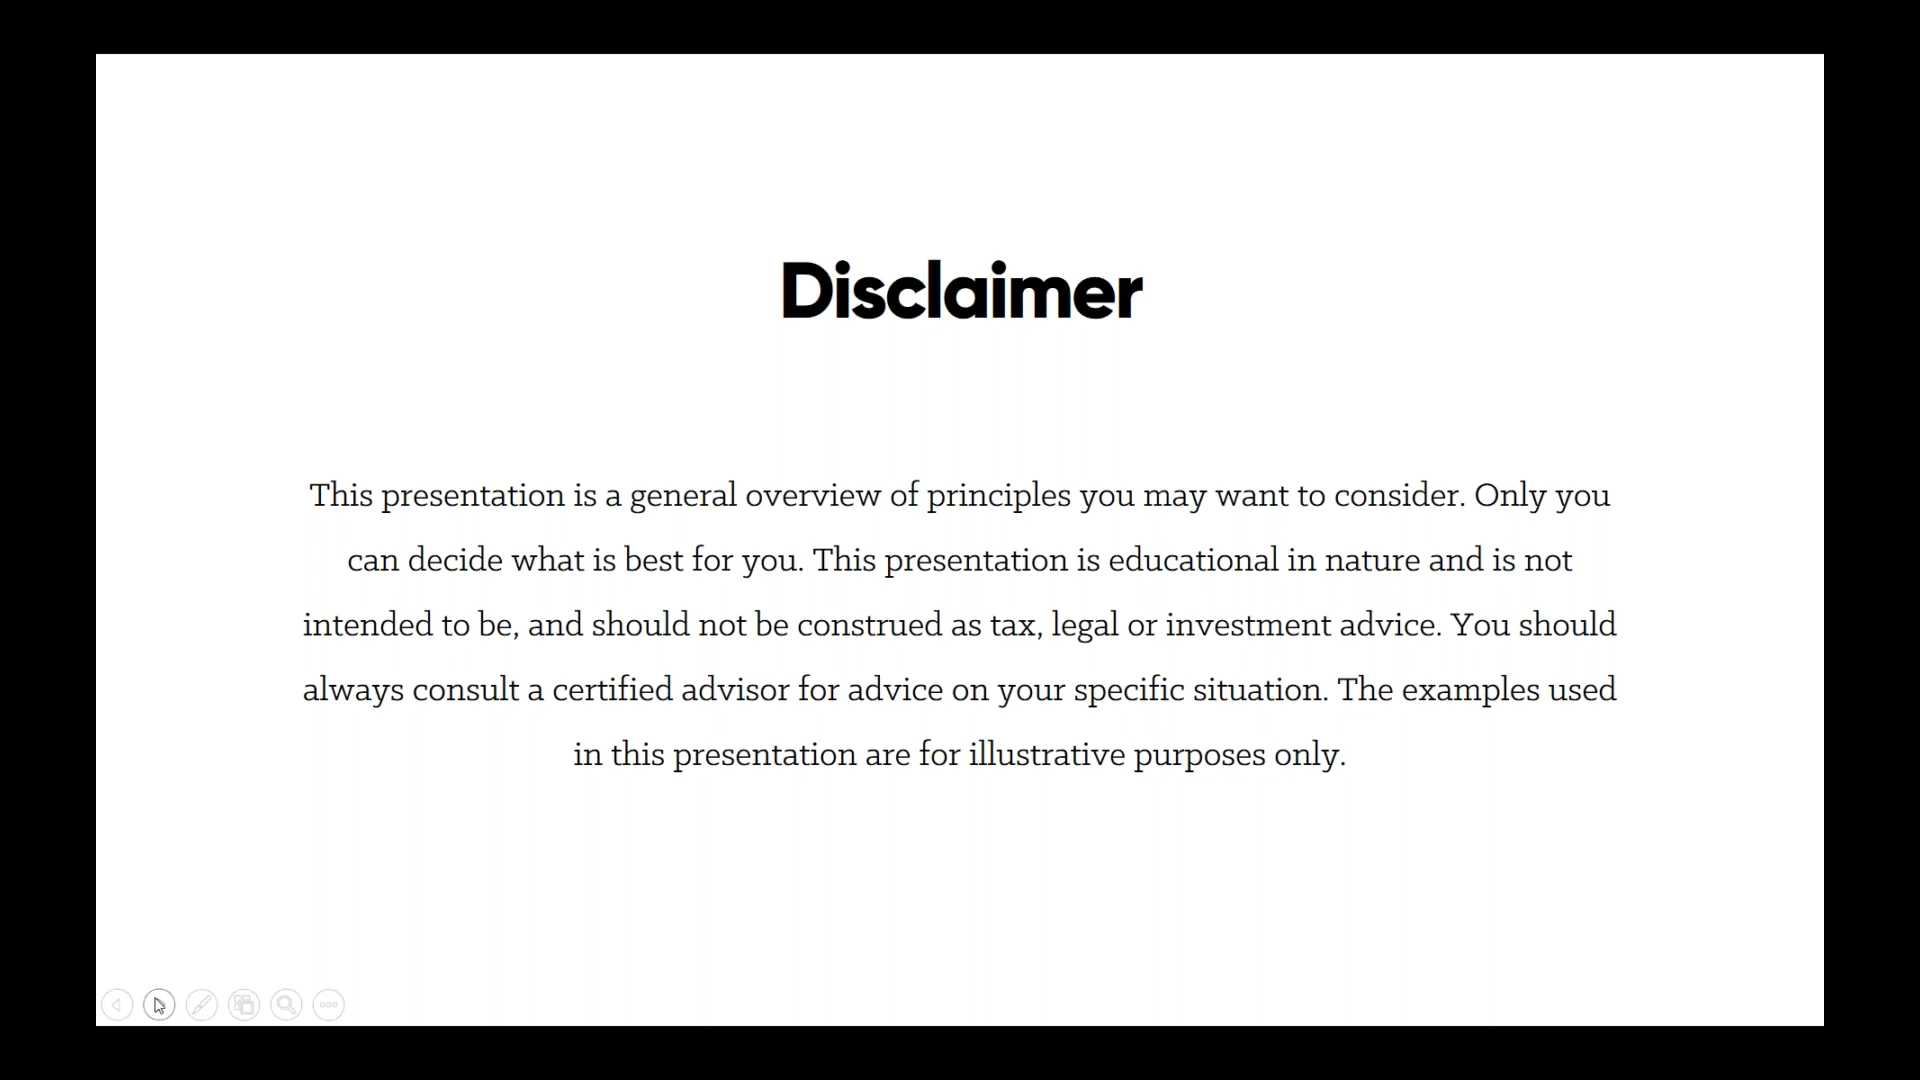 Disclaimer
This presentation is a general overview of principles you may want to consider. Only you
can decide what is best for you. This presentation is educational in nature and is not
intended to be, and should not be construed as tax, legal or investment advice. You should
always consult a certified advisor for advice on your specific situation. The examples used
in this presentation are for illustrative purposes only.